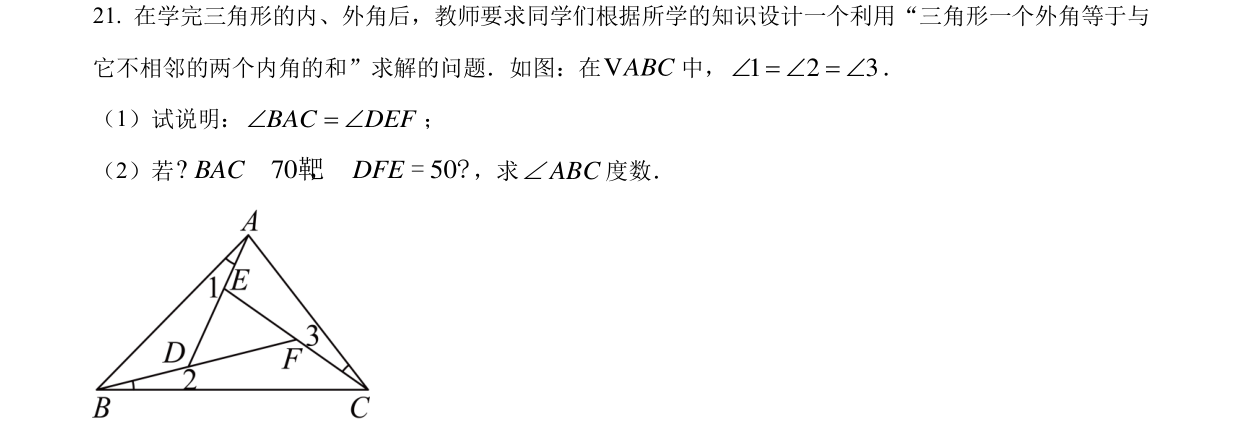 21. 在学完三角形的内、外角后，教师要求同学们根据所学的知识设计一个利用“三角形一个外角等于与
它不相邻的两个内角的和”求解的问题．如图：在VABC 中，∠1 = ∠2 = ∠3．
（1）试说明：∠BAC = ∠DEF；
（2）若? BAC 70靶 DFE = 50?，求∠ABC 度数．
A
1 E
3
D F
2
B C